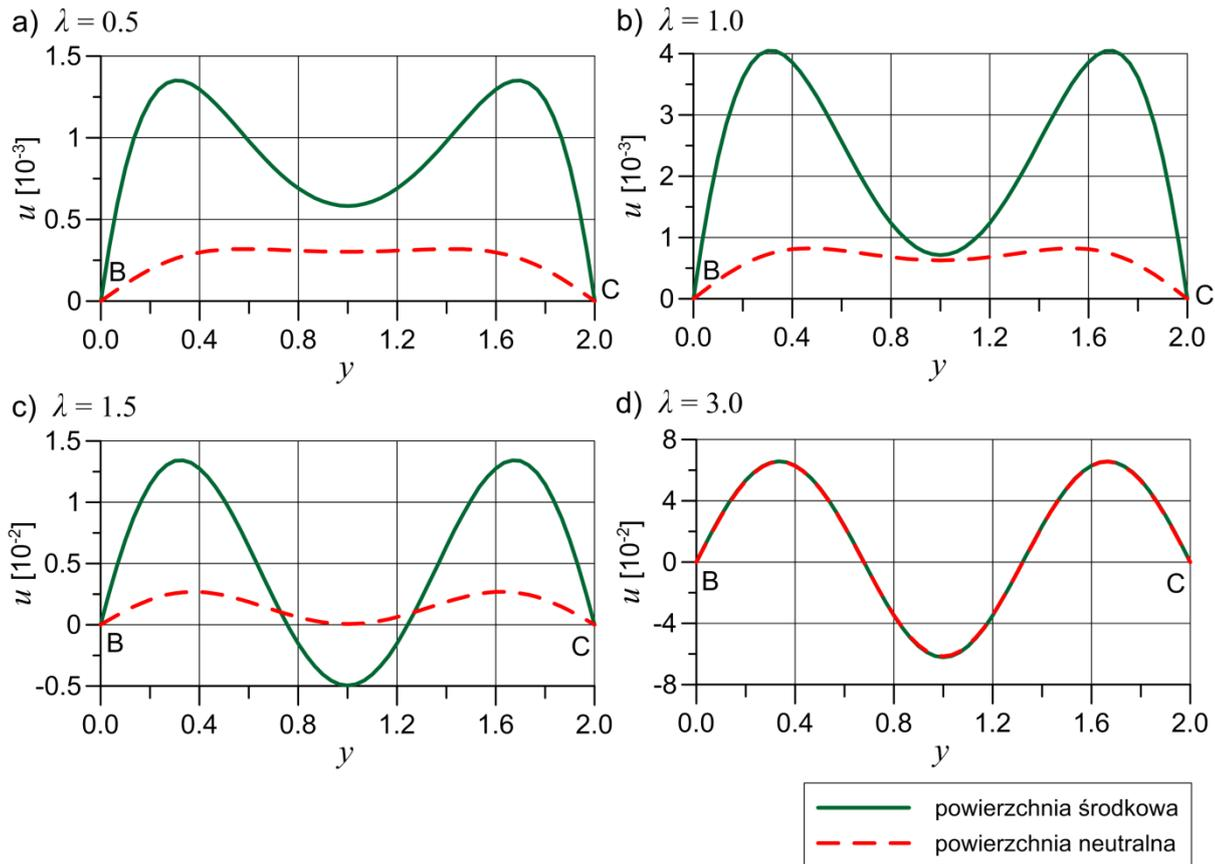 a) λ = 0.5
1.5
1
0.5
0
u [10⁻³]
B
C
0.0 0.4 0.8 1.2 1.6 2.0
y
b) λ = 1.0
4
3
2
1
0
u [10⁻³]
B
C
0.0 0.4 0.8 1.2 1.6 2.0
y
c) λ = 1.5
1.5
1
0.5
0
-0.5
u [10⁻²]
B
C
0.0 0.4 0.8 1.2 1.6 2.0
y
d) λ = 3.0
8
4
0
-4
-8
u [10⁻²]
B
C
0.0 0.4 0.8 1.2 1.6 2.0
y
powierzchnia środkowa
powierzchnia neutralna